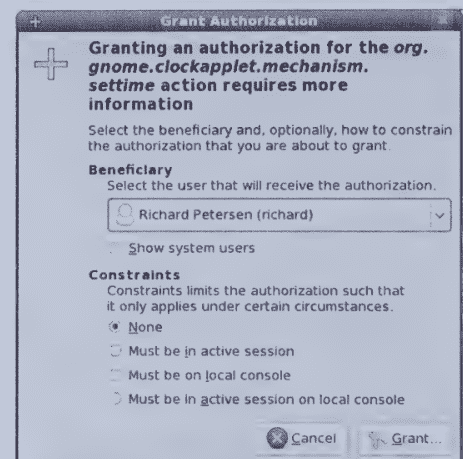 Grant Authorization
Granting an authorization for the org.
gnome.clockapplet.mechanism.
settime action requires more
information
Select the beneficiary and, optionally, how to constrain
the authorization that you are about to grant.
Beneficiary
Select the user that will receive the authorization.
Richard Petersen (richard)
Show system users
Constraints
Constraints limits the authorization such that
it only applies under certain circumstances.
None
Must be in active session
Must be on local console
Must be in active session on local console
Cancel
Grant...